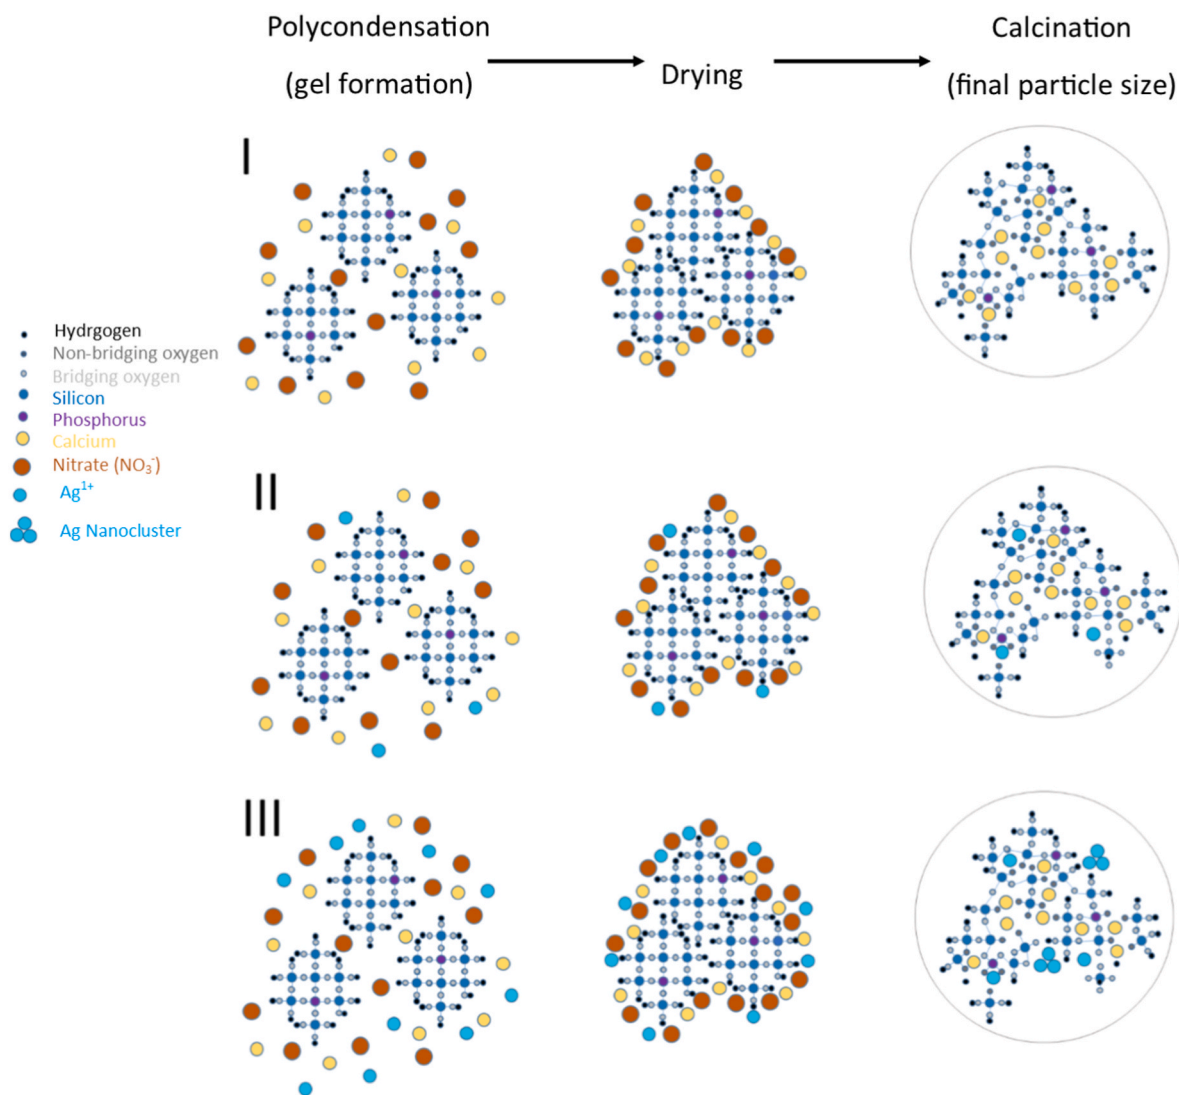 Polycondensation
(gel formation)
Drying
Calcination
(final particle size)
I
Hydrgogen
Non-bridging oxygen
Bridging oxygen
Silicon
Phosphorus
Calcium
Nitrate (NO₃⁻)
Ag¹⁺
Ag Nanocluster
II
III